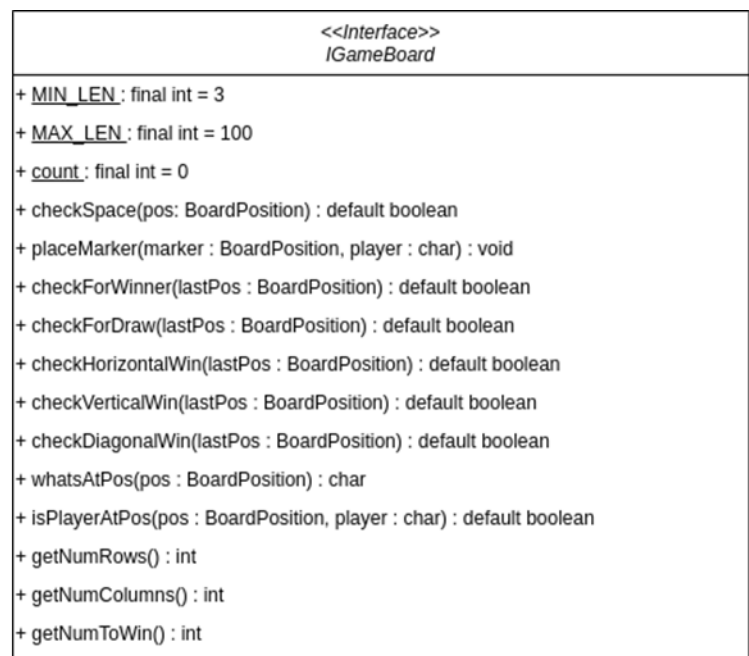 <<Interface>>
IGameBoard
+ MIN_LEN : final int = 3
+ MAX_LEN : final int = 100
+ count : final int = 0
+ checkSpace(pos: BoardPosition) : default boolean
+ placeMarker(marker : BoardPosition, player : char) : void
+ checkForWinner(lastPos : BoardPosition) : default boolean
+ checkForDraw(lastPos : BoardPosition) : default boolean
+ checkHorizontalWin(lastPos : BoardPosition) : default boolean
+ checkVerticalWin(lastPos : BoardPosition) : default boolean
+ checkDiagonalWin(lastPos : BoardPosition) : default boolean
+ whatsAtPos(pos : BoardPosition) : char
+ isPlayerAtPos(pos : BoardPosition, player : char) : default boolean
+ getNumRows() : int
+ getNumColumns() : int
+ getNumToWin() : int